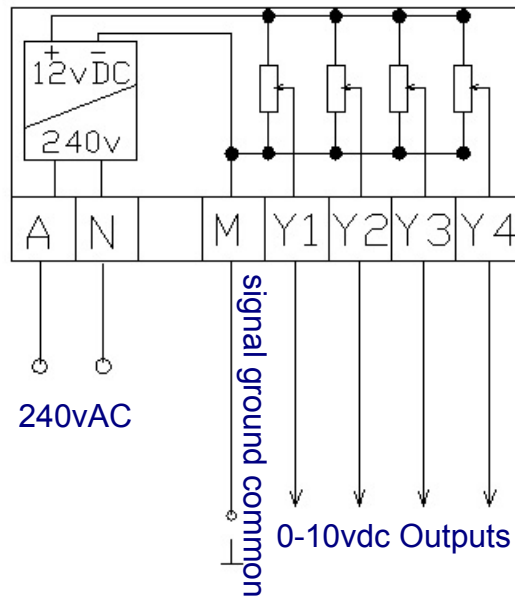 + −
12vDC
240v
A N M Y1 Y2 Y3 Y4
signal ground common
240vAC
0-10vdc Outputs